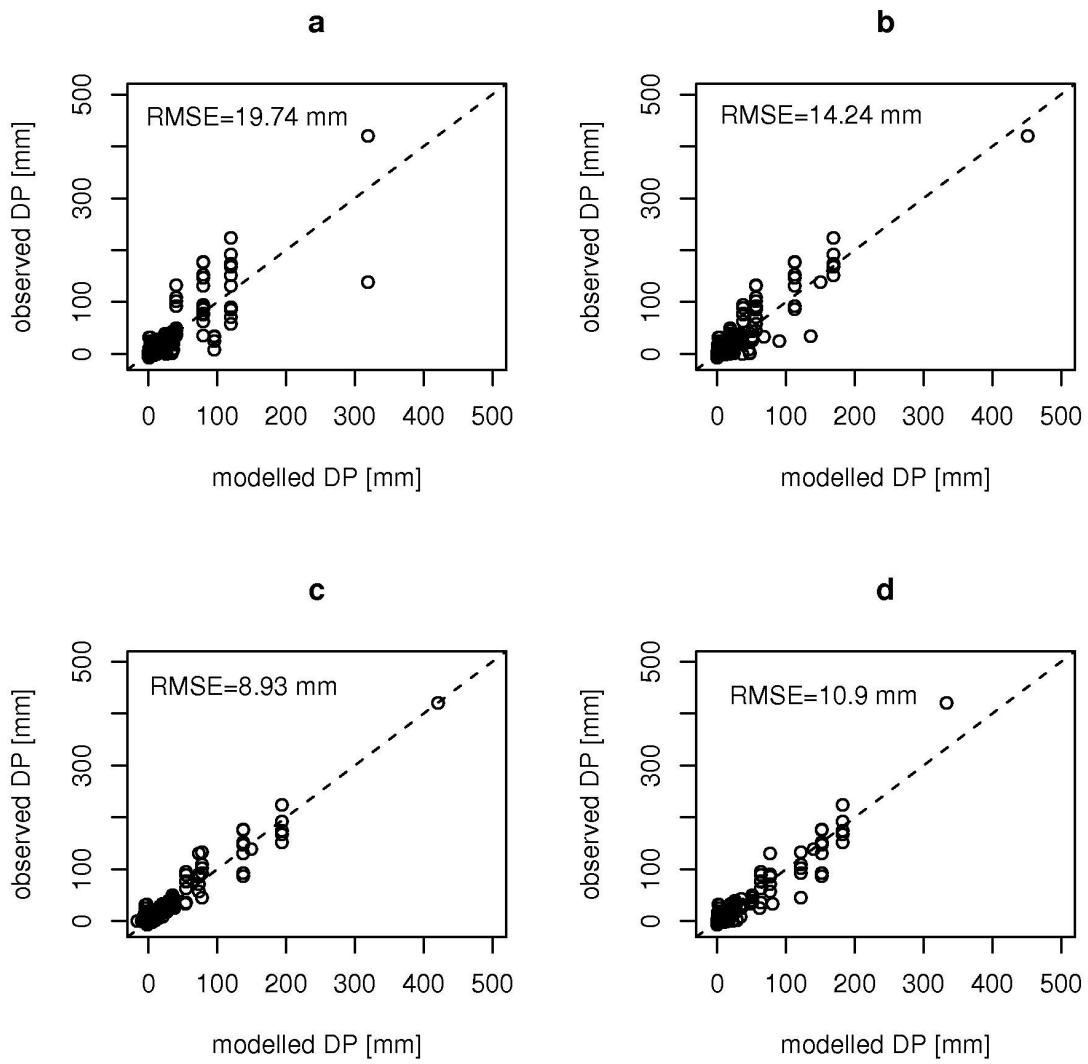 a
RMSE=19.74 mm
observed DP [mm]
0 100 300 500
0 100 200 300 400 500
modelled DP [mm]
b
RMSE=14.24 mm
observed DP [mm]
0 100 300 500
0 100 200 300 400 500
modelled DP [mm]
c
RMSE=8.93 mm
observed DP [mm]
0 100 300 500
0 100 200 300 400 500
modelled DP [mm]
d
RMSE=10.9 mm
observed DP [mm]
0 100 300 500
0 100 200 300 400 500
modelled DP [mm]